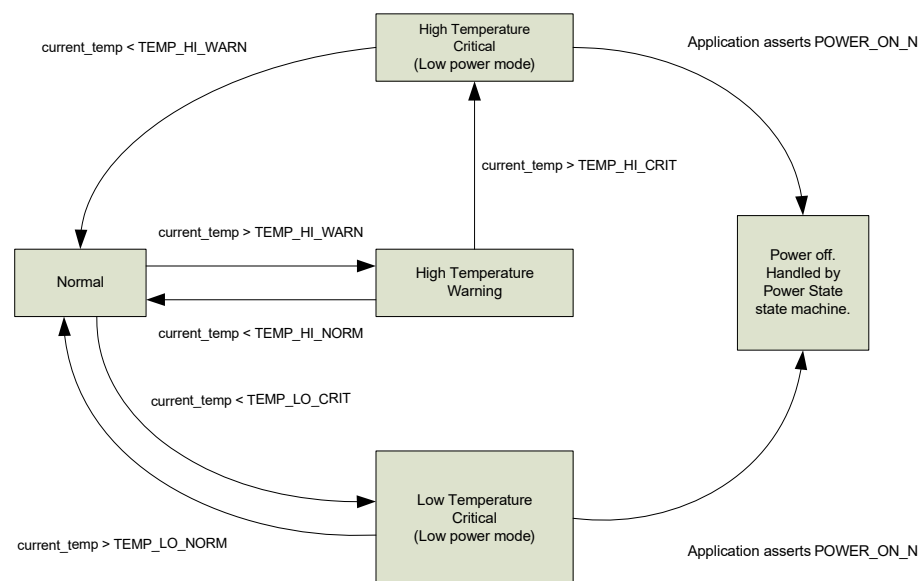 High Temperature
Critical
(Low power mode)
current_temp < TEMP_HI_WARN
Application asserts POWER_ON_N
current_temp > TEMP_HI_CRIT
current_temp > TEMP_HI_WARN
Normal
High Temperature
Warning
Power off.
Handled by
Power State
state machine.
current_temp < TEMP_HI_NORM
current_temp < TEMP_LO_CRIT
Low Temperature
Critical
(Low power mode)
current_temp > TEMP_LO_NORM
Application asserts POWER_ON_N